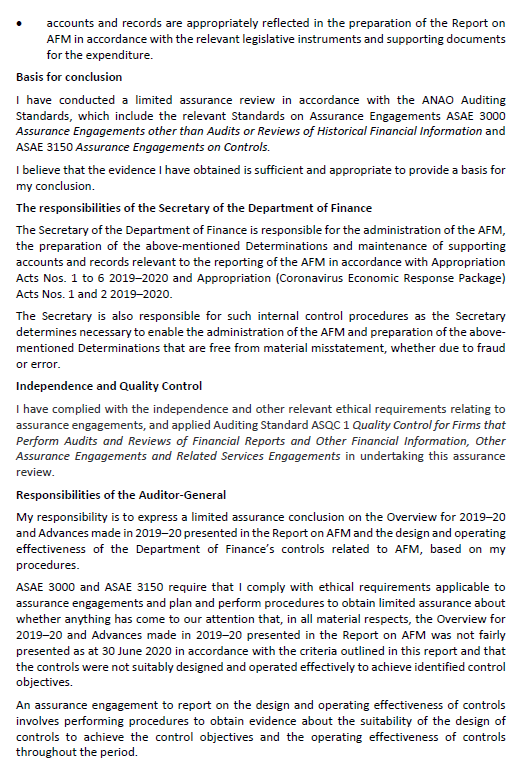 • accounts and records are appropriately reflected in the preparation of the Report on
AFM in accordance with the relevant legislative instruments and supporting documents
for the expenditure.
Basis for conclusion
I have conducted a limited assurance review in accordance with the ANAO Auditing
Standards, which include the relevant Standards on Assurance Engagements ASAE 3000
Assurance Engagements other than Audits or Reviews of Historical Financial Information and
ASAE 3150 Assurance Engagements on Controls.
I believe that the evidence I have obtained is sufficient and appropriate to provide a basis for
my conclusion.
The responsibilities of the Secretary of the Department of Finance
The Secretary of the Department of Finance is responsible for the administration of the AFM,
the preparation of the above-mentioned Determinations and maintenance of supporting
accounts and records relevant to the reporting of the AFM in accordance with Appropriation
Acts Nos. 1 to 6 2019–2020 and Appropriation (Coronavirus Economic Response Package)
Acts Nos. 1 and 2 2019–2020.
The Secretary is also responsible for such internal control procedures as the Secretary
determines necessary to enable the administration of the AFM and preparation of the above-
mentioned Determinations that are free from material misstatement, whether due to fraud
or error.
Independence and Quality Control
I have complied with the independence and other relevant ethical requirements relating to
assurance engagements, and applied Auditing Standard ASQC 1 Quality Control for Firms that
Perform Audits and Reviews of Financial Reports and Other Financial Information, Other
Assurance Engagements and Related Services Engagements in undertaking this assurance
review.
Responsibilities of the Auditor-General
My responsibility is to express a limited assurance conclusion on the Overview for 2019–20
and Advances made in 2019–20 presented in the Report on AFM and the design and operating
effectiveness of the Department of Finance's controls related to AFM, based on my
procedures.
ASAE 3000 and ASAE 3150 require that I comply with ethical requirements applicable to
assurance engagements and plan and perform procedures to obtain limited assurance about
whether anything has come to our attention that, in all material respects, the Overview for
2019–20 and Advances made in 2019–20 presented in the Report on AFM was not fairly
presented as at 30 June 2020 in accordance with the criteria outlined in this report and that
the controls were not suitably designed and operated effectively to achieve identified control
objectives.
An assurance engagement to report on the design and operating effectiveness of controls
involves performing procedures to obtain evidence about the suitability of the design of
controls to achieve the control objectives and the operating effectiveness of controls
throughout the period.